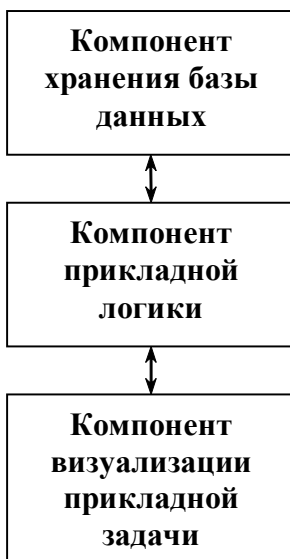 Компонент
хранения базы
данных
Компонент
прикладной
логики
Компонент
визуализации
прикладной
задачи